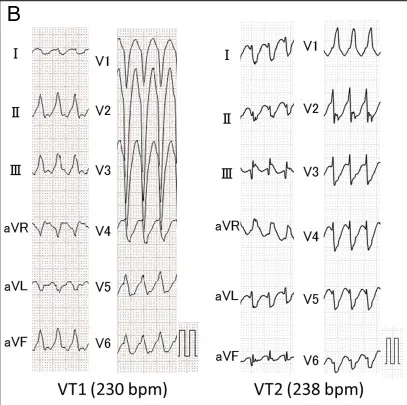 B
I
II
III
aVR
aVL
aVF
V1
V2
V3
V4
V5
V6
VT1 (230 bpm)
I
II
III
aVR
aVL
aVF
V1
V2
V3
V4
V5
V6
VT2 (238 bpm)